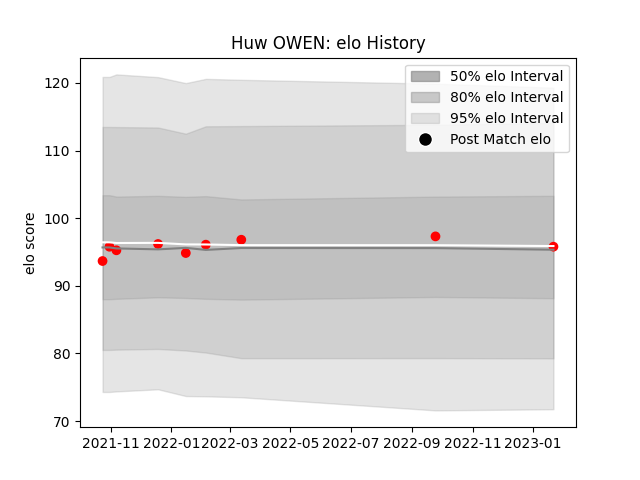 Huw OWEN: elo History
50% elo Interval
80% elo Interval
95% elo Interval
Post Match elo
elo score
120
110
100
90
80
70
2021-11 2022-01 2022-03 2022-05 2022-07 2022-09 2022-11 2023-01